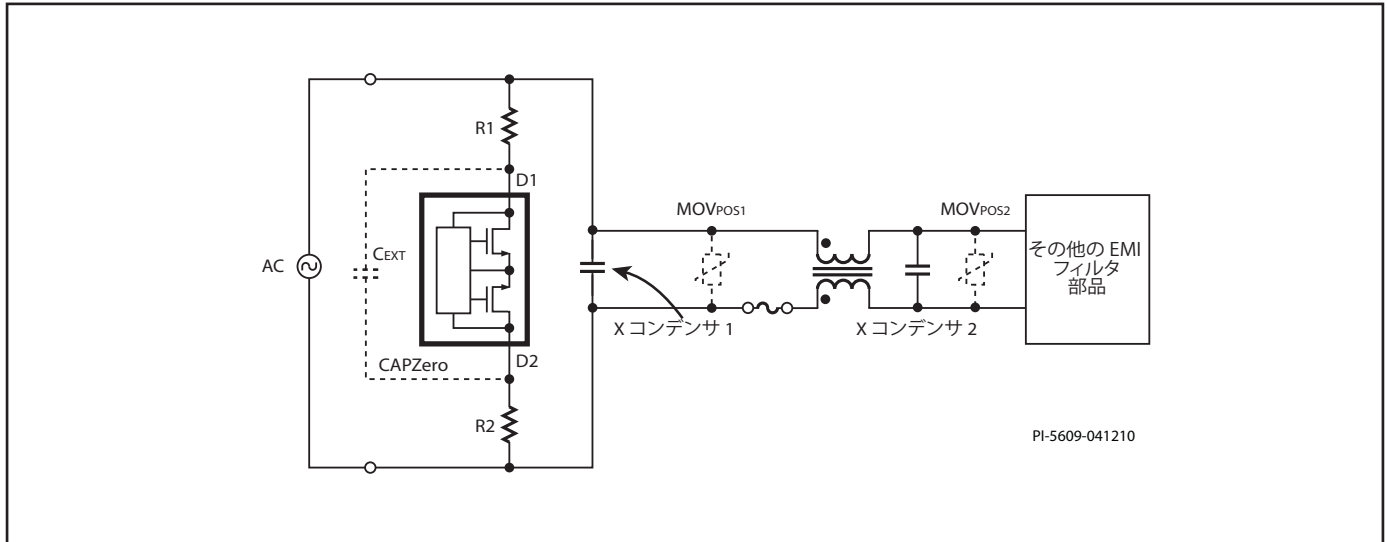 R1
D1
MOVPOS1
MOVPOS2
AC
CEXT
その他の EMI
フィルタ
部品
X コンデンサ 1
X コンデンサ 2
D2
CAPZero
R2
PI-5609-041210